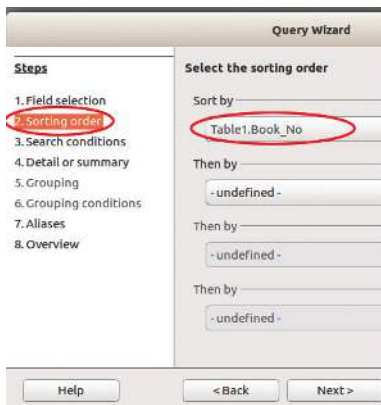 Query Wizard
Steps
1. Field selection
2. Sorting order
3. Search conditions
4. Detail or summary
5. Grouping
6. Grouping conditions
7. Aliases
8. Overview
Select the sorting order
Sort by
Table1.Book_No
Then by
- undefined -
Then by
- undefined -
Then by
- undefined -
Help
< Back
Next >